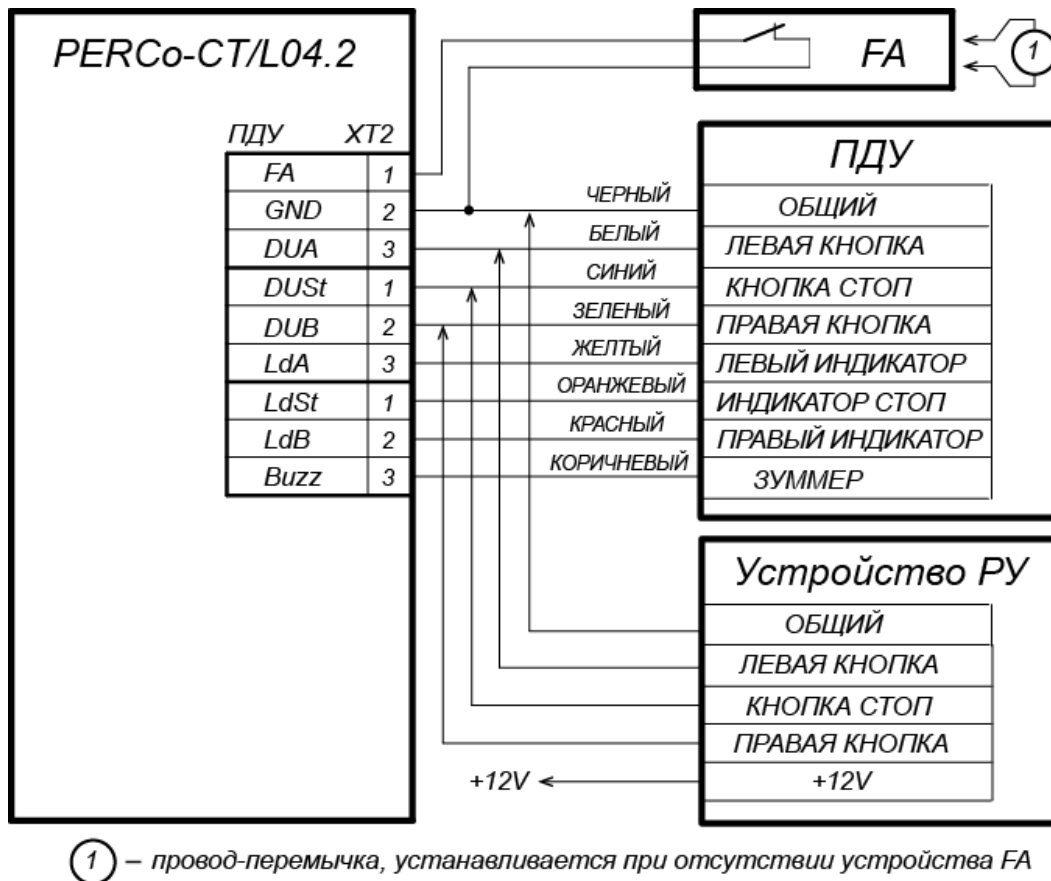 PERCo-CT/L04.2
ПДУ XT2
FA 1
GND 2
DUA 3
DUSt 1
DUB 2
LdA 3
LdSt 1
LdB 2
Buzz 3
FA
1
ЧЕРНЫЙ
БЕЛЫЙ
СИНИЙ
ЗЕЛЕНЫЙ
ЖЕЛТЫЙ
ОРАНЖЕВЫЙ
КРАСНЫЙ
КОРИЧНЕВЫЙ
ПДУ
ОБЩИЙ
ЛЕВАЯ КНОПКА
КНОПКА СТОП
ПРАВАЯ КНОПКА
ЛЕВЫЙ ИНДИКАТОР
ИНДИКАТОР СТОП
ПРАВЫЙ ИНДИКАТОР
ЗУММЕР
Устройство РУ
ОБЩИЙ
ЛЕВАЯ КНОПКА
КНОПКА СТОП
ПРАВАЯ КНОПКА
+12V
+12V
1 – провод-перемычка, устанавливается при отсутствии устройства FA